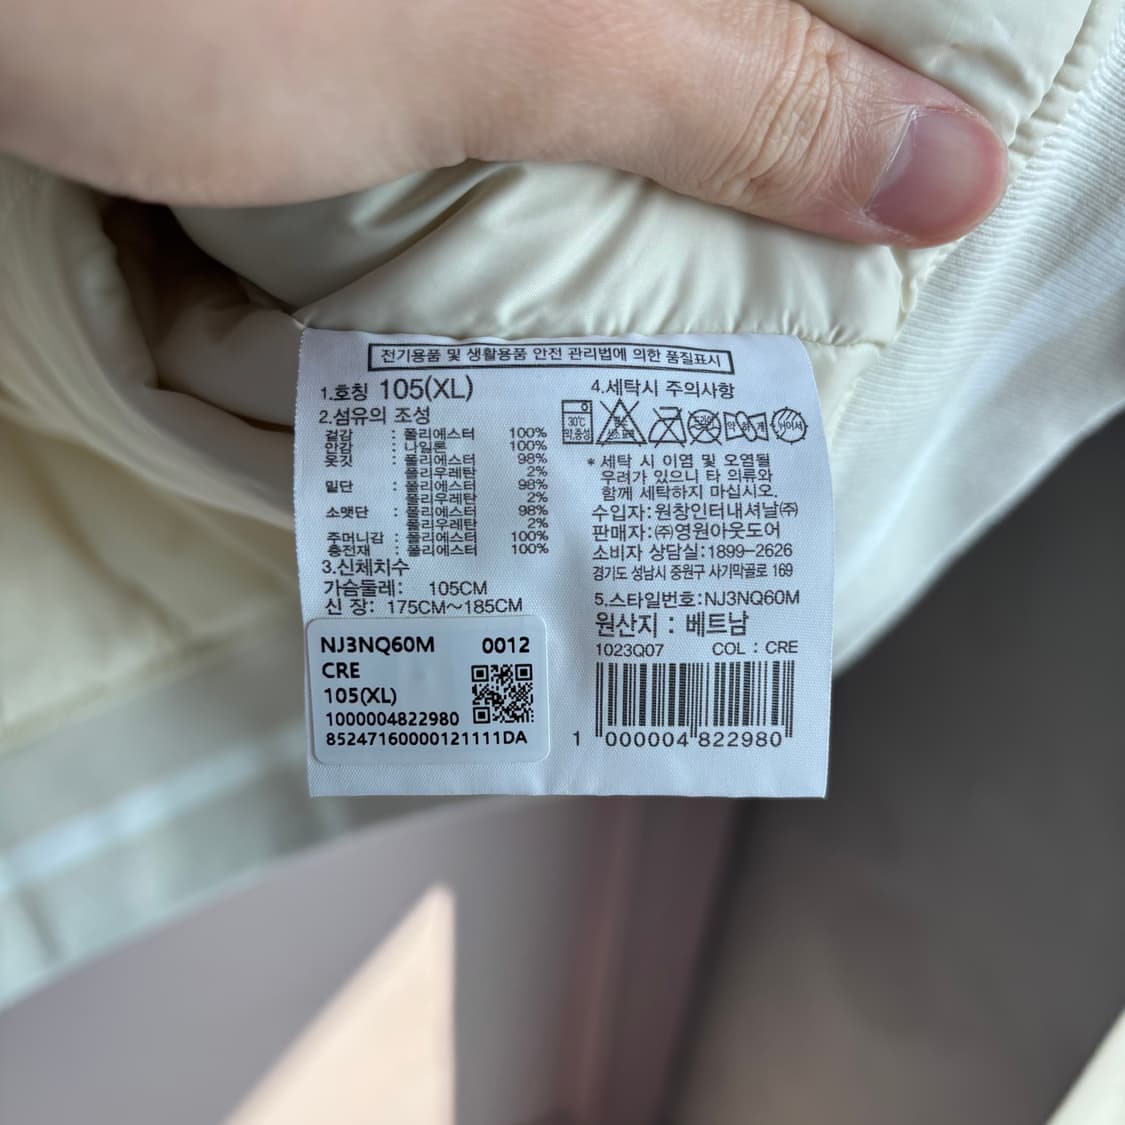 전기용품 및 생활용품 안전 관리법에 의한 품질표시
1.호칭 105(XL)
2.섬유의 조성
겉감 : 폴리에스터 100%
안감 : 나일론 100%
옷깃 : 폴리에스터 98%
폴리우레탄 2%
밑단 : 폴리에스터 98%
폴리우레탄 2%
소맷단 : 폴리에스터 98%
폴리우레탄 2%
주머니감 : 폴리에스터 100%
충전재 : 폴리에스터 100%
3.신체치수
가슴둘레: 105CM
신 장: 175CM~185CM
NJ3NQ60M 0012
CRE
105(XL)
1000004822980
85247160000121111DA
4.세탁시 주의사항
30℃
약중성
약하게
뉘어서
* 세탁 시 이염 및 오염될
우려가 있으니 타 의류와
함께 세탁하지 마십시오.
수입자:원창인터내셔날㈜
판매자:㈜영원아웃도어
소비자 상담실:1899-2626
경기도 성남시 중원구 사기막골로 169
5.스타일번호:NJ3NQ60M
원산지 : 베트남
1023Q07 COL : CRE
1 000004 822980